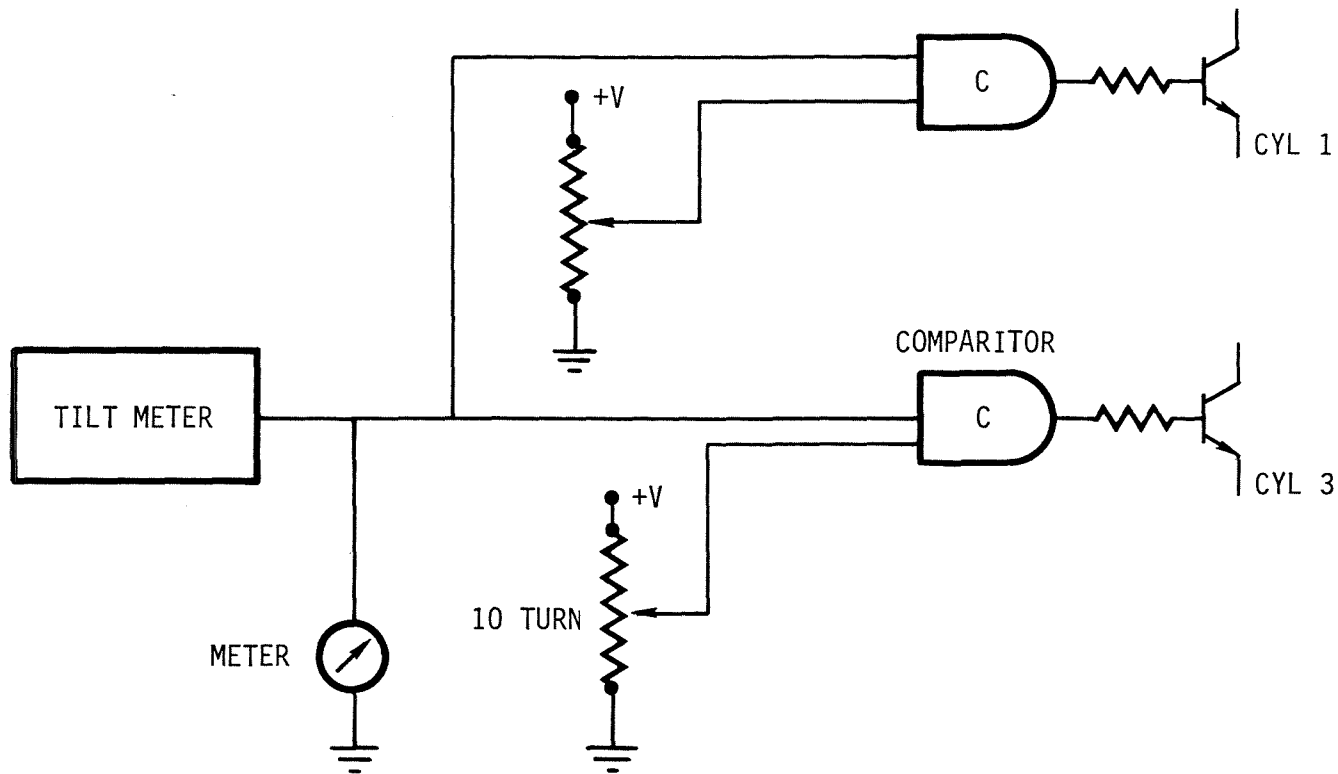 C
+V
CYL 1
COMPARITOR
TILT METER
C
+V
CYL 3
10 TURN
METER